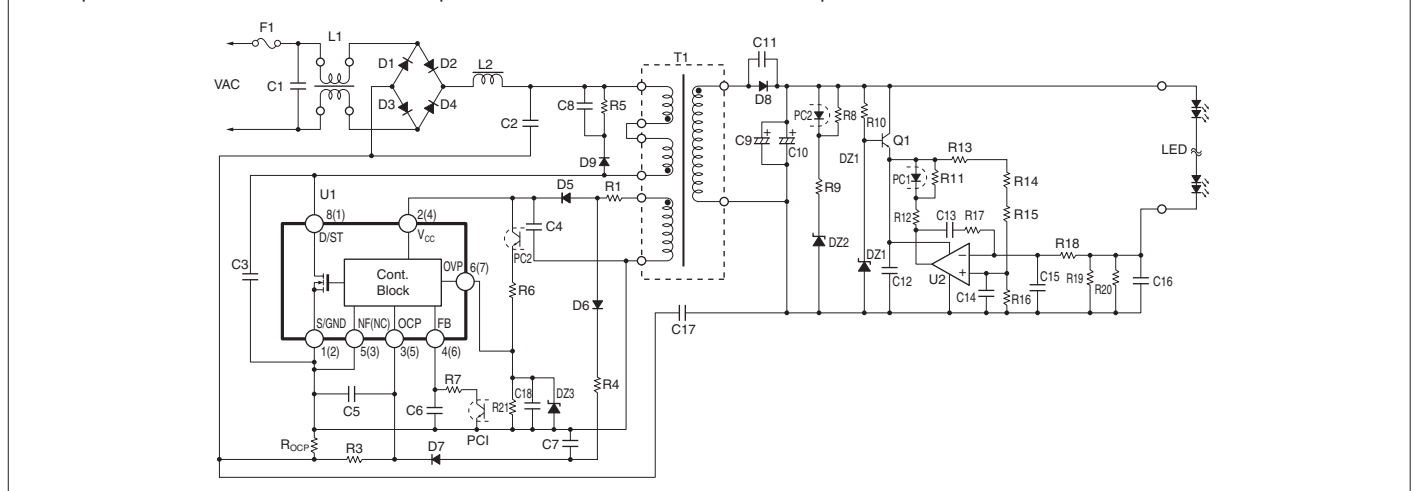 F1
L1
T1
C11
VAC
C1
D1
D2
D3
D4
L2
C2
C8
R5
D9
D8
C9
C10
PC2
R8
R10
DZ1
Q1
R13
PC1
R11
R14
R9
R12
C13
R17
R15
LED
U1
8(1)
D/ST
2(4)
VCC
D5
R1
C4
PC2
OVP
6(7)
Cont.
Block
C3
R6
D6
DZ2
DZ1
C12
U2
C14
R16
C15
R18
R19
R20
C16
S/GND
NF(NC)
OCP
FB
1(2)
5(3)
3(5)
4(6)
C17
C5
C6
R7
PCI
R21
C18
DZ3
R4
C7
ROCP
R3
D7